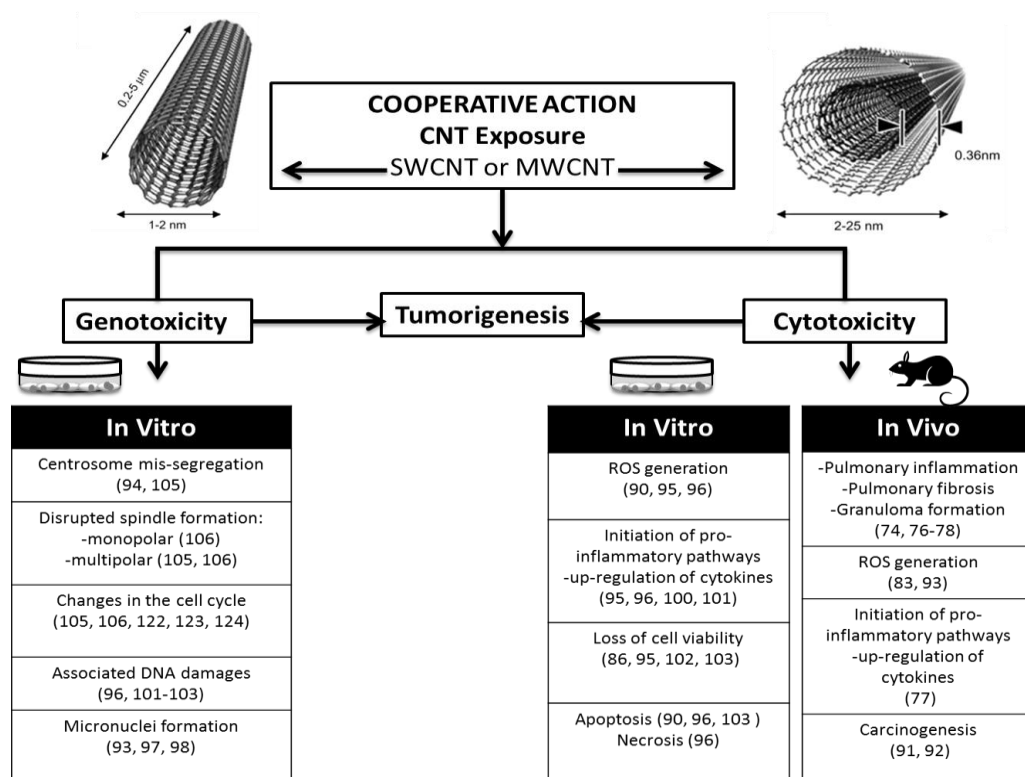 0.2-5 µm
1-2 nm
COOPERATIVE ACTION
CNT Exposure
SWCNT or MWCNT
0.36nm
2-25 nm
Genotoxicity
Tumorigenesis
Cytotoxicity
In Vitro
Centrosome mis-segregation
(94, 105)
Disrupted spindle formation:
-monopolar (106)
-multipolar (105, 106)
Changes in the cell cycle
(105, 106, 122, 123, 124)
Associated DNA damages
(96, 101-103)
Micronuclei formation
(93, 97, 98)
In Vitro
ROS generation
(90, 95, 96)
Initiation of pro-
inflammatory pathways
-up-regulation of cytokines
(95, 96, 100, 101)
Loss of cell viability
(86, 95, 102, 103)
Apoptosis (90, 96, 103 )
Necrosis (96)
In Vivo
-Pulmonary inflammation
-Pulmonary fibrosis
-Granuloma formation
(74, 76-78)
ROS generation
(83, 93)
Initiation of pro-
inflammatory pathways
-up-regulation of
cytokines
(77)
Carcinogenesis
(91, 92)